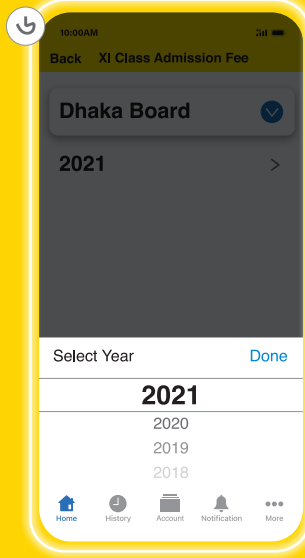 ৬
10:00AM
Back XI Class Admission Fee
Dhaka Board
2021
Select Year Done
2021
2020
2019
2018
Home History Account Notification More